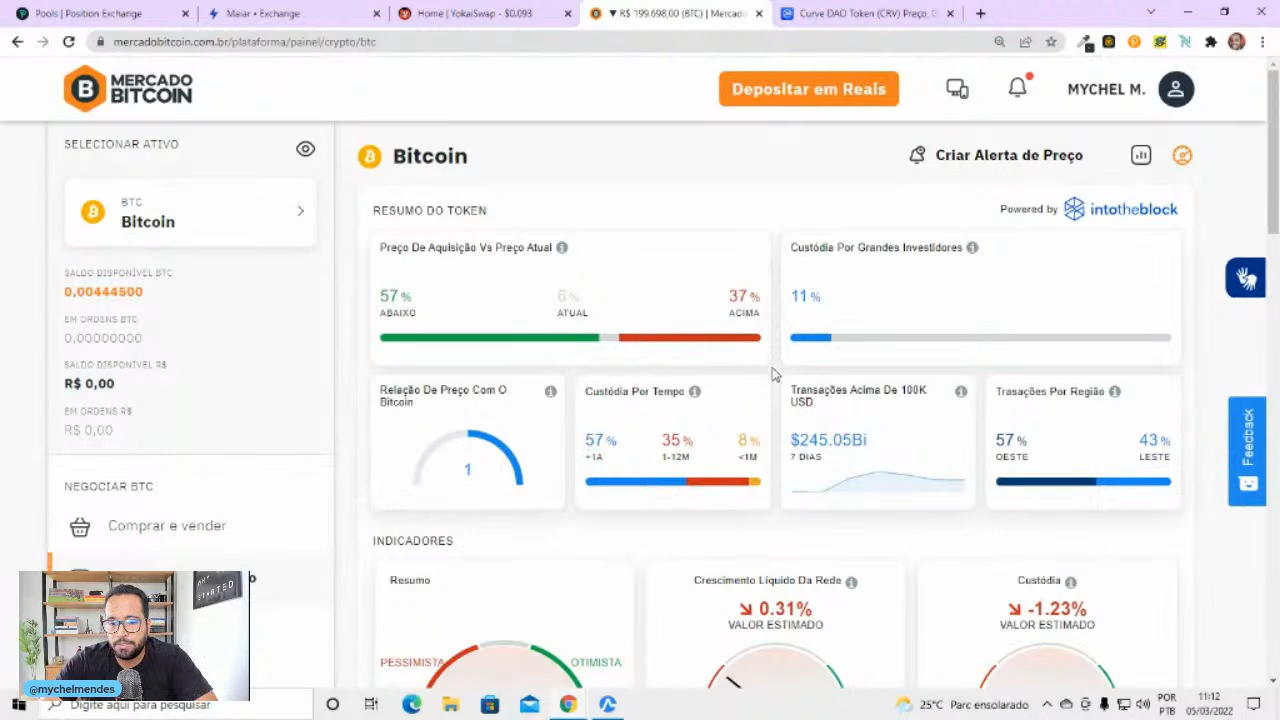 Pools | Position Exchange
Maiar • Exchange
Home | YokaiSwap - $0.093
▼ R$ 199.698,00 (BTC) | Mercado
Curve DAO Token (CRV) Preço, G
mercadobitcoin.com.br/plataforma/painel/crypto/btc
MERCADO
BITCOIN
Depositar em Reais
MYCHEL M.
SELECIONAR ATIVO
BTC
Bitcoin
SALDO DISPONÍVEL BTC
0,00444500
EM ORDENS BTC
0,00000000
SALDO DISPONÍVEL R$
R$ 0,00
EM ORDENS R$
R$ 0,00
NEGOCIAR BTC
Comprar e vender
Bitcoin
Criar Alerta de Preço
RESUMO DO TOKEN
Powered by intotheblock
Preço De Aquisição Vs Preço Atual
57 %
ABAIXO
6 %
ATUAL
37 %
ACIMA
Custódia Por Grandes Investidores
11 %
Relação De Preço Com O
Bitcoin
1
Custódia Por Tempo
57 %
+1A
35 %
1-12M
8 %
<1M
Transações Acima De 100K
USD
$245.05Bi
7 DIAS
Trasações Por Região
57 %
OESTE
43 %
LESTE
INDICADORES
Resumo
PESSIMISTA
OTIMISTA
Crescimento Líquido Da Rede
0.31%
VALOR ESTIMADO
Custódia
-1.23%
VALOR ESTIMADO
Feedback
STARTED
@mychelmendes
Digite aqui para pesquisar
25°C Parc ensolarado
POR
PTB
11:12
05/03/2022